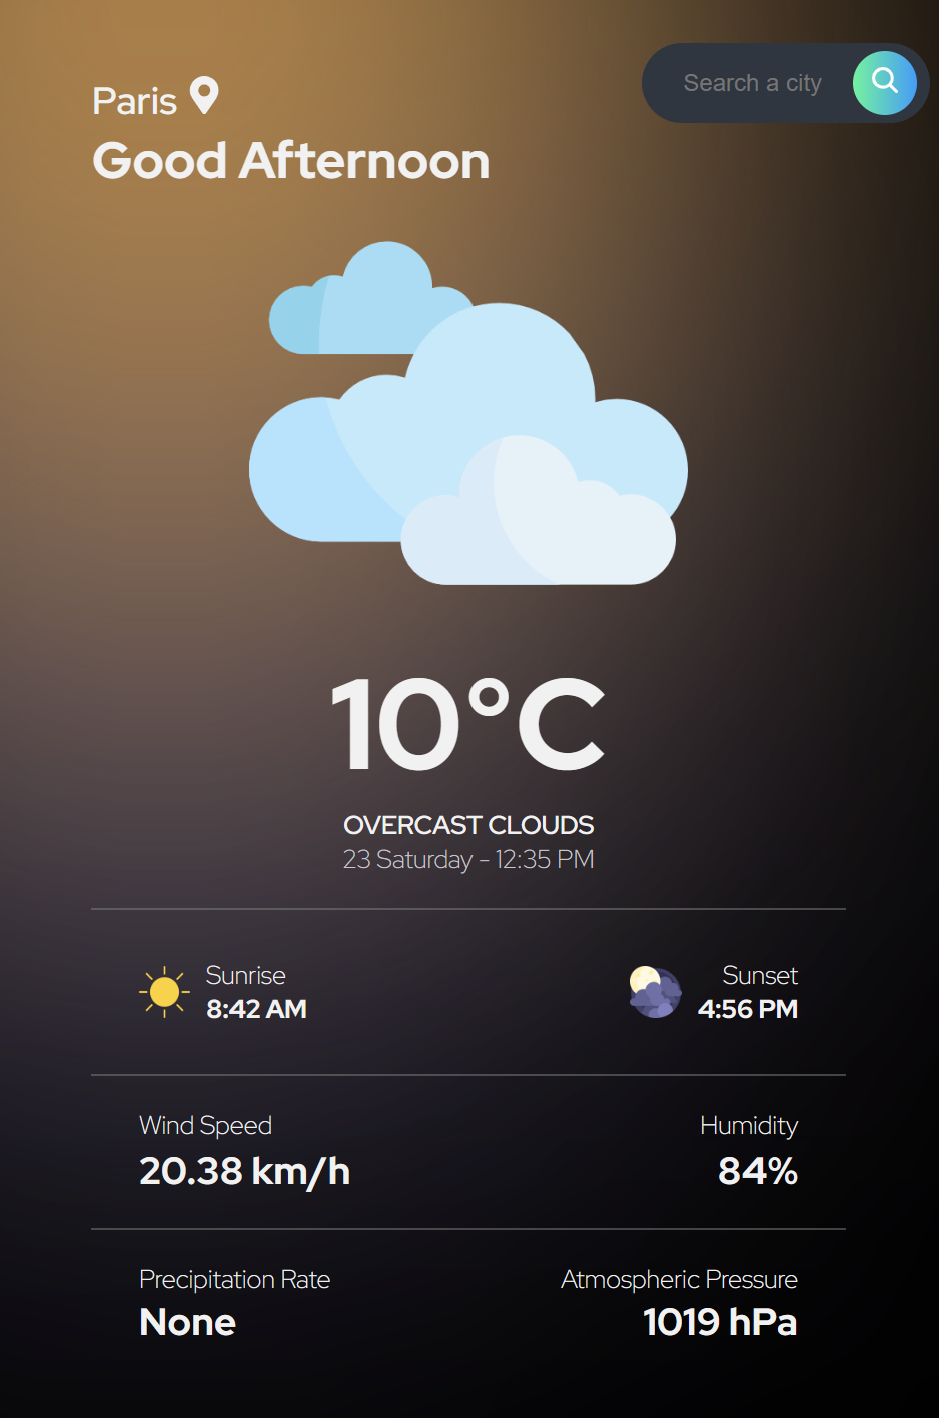 Paris
Search a city
Good Afternoon
10°C
OVERCAST CLOUDS
23 Saturday - 12:35 PM
Sunrise
8:42 AM
Sunset
4:56 PM
Wind Speed
20.38 km/h
Humidity
84%
Precipitation Rate
None
Atmospheric Pressure
1019 hPa